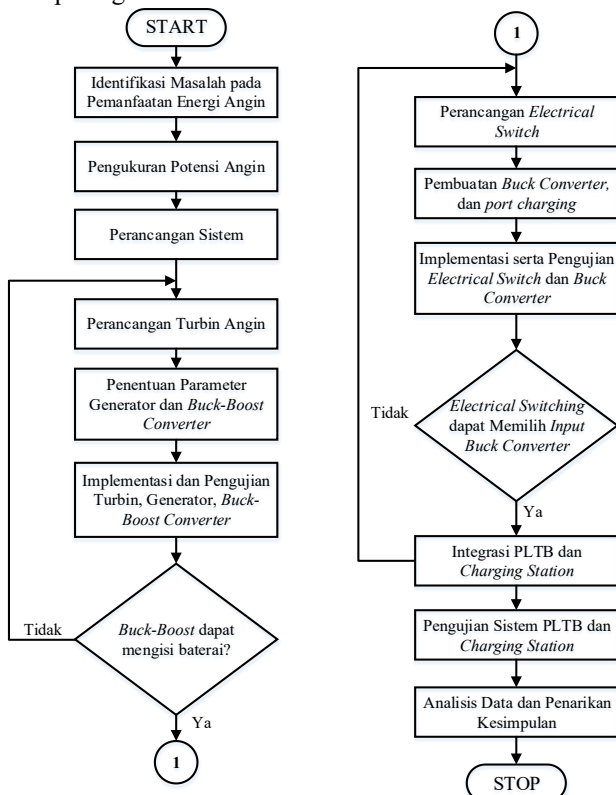 START
Identifikasi Masalah pada
Pemanfaatan Energi Angin
Pengukuran Potensi Angin
Perancangan Sistem
Perancangan Turbin Angin
Penentuan Parameter
Generator dan Buck-Boost
Converter
Implementasi dan Pengujian
Turbin, Generator, Buck-
Boost Converter
Buck-Boost dapat
mengisi baterai?
Tidak
Ya
1
1
Perancangan Electrical
Switch
Pembuatan Buck Converter,
dan port charging
Implementasi serta Pengujian
Electrical Switch dan Buck
Converter
Electrical Switching
dapat Memilih Input
Buck Converter
Tidak
Ya
Integrasi PLTB dan
Charging Station
Pengujian Sistem PLTB dan
Charging Station
Analisis Data dan Penarikan
Kesimpulan
STOP